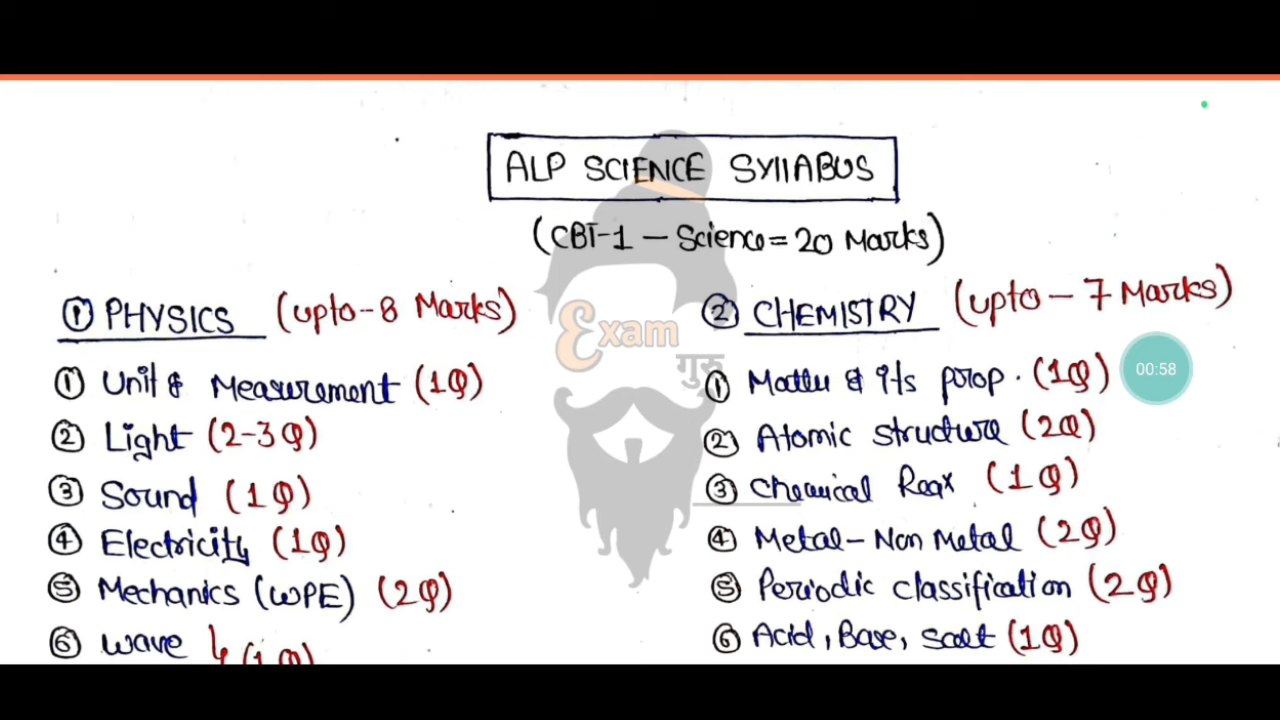 ALP SCIENCE SYllABUS
(CBT-1 – Science = 20 Marks)
① PHYSICS (upto-8 Marks)
① Unit & Measurement (1Q)
② Light (2-3Q)
③ Sound (1Q)
④ Electricity (1Q)
⑤ Mechanics (WPE) (2Q)
⑥ Wave (1Q)
② CHEMISTRY (upto – 7 Marks)
① Matter & its prop. (1Q)
② Atomic structure (2Q)
③ Chemical Reax (1Q)
④ Metal – Non Metal (2Q)
⑤ Periodic classification (2Q)
⑥ Acid, Base, Salt (1Q)
Exam
गुरु
00:58